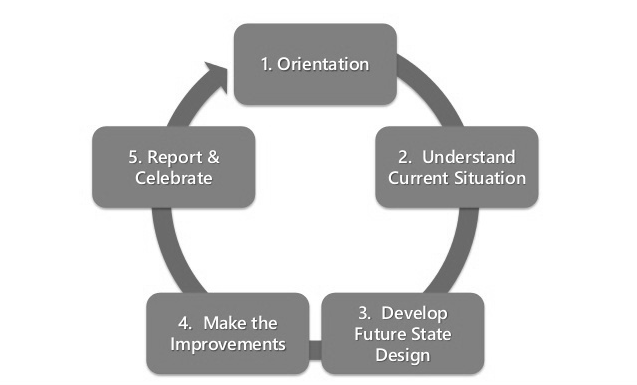 1. Orientation
2.  Understand
Current Situation
3.  Develop
Future State
Design
4.  Make the
Improvements
5. Report &
Celebrate